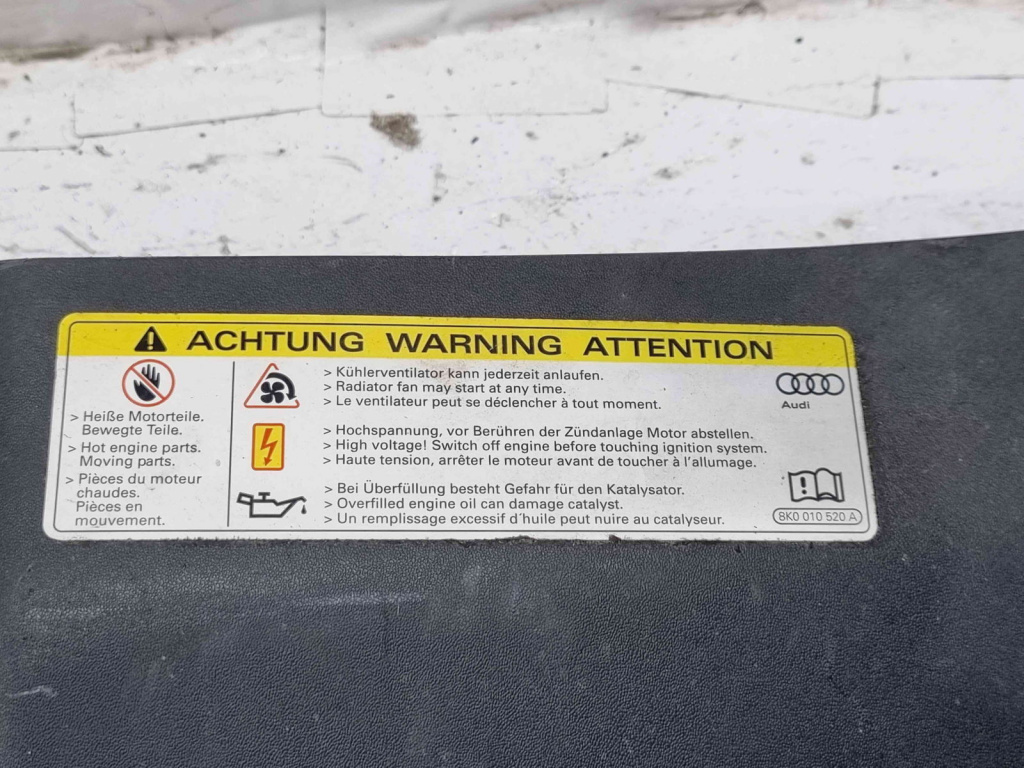 ACHTUNG WARNING ATTENTION
> Heiße Motorteile.
Bewegte Teile.
> Hot engine parts.
Moving parts.
> Pièces du moteur
chaudes.
Pièces en
mouvement.
> Kühlerventilator kann jederzeit anlaufen.
> Radiator fan may start at any time.
> Le ventilateur peut se déclencher à tout moment.
> Hochspannung, vor Berühren der Zündanlage Motor abstellen.
> High voltage! Switch off engine before touching ignition system.
> Haute tension, arrêter le moteur avant de toucher à l'allumage.
> Bei Überfüllung besteht Gefahr für den Katalysator.
> Overfilled engine oil can damage catalyst.
> Un remplissage excessif d´huile peut nuire au catalyseur.
Audi
8K0 010 520 A